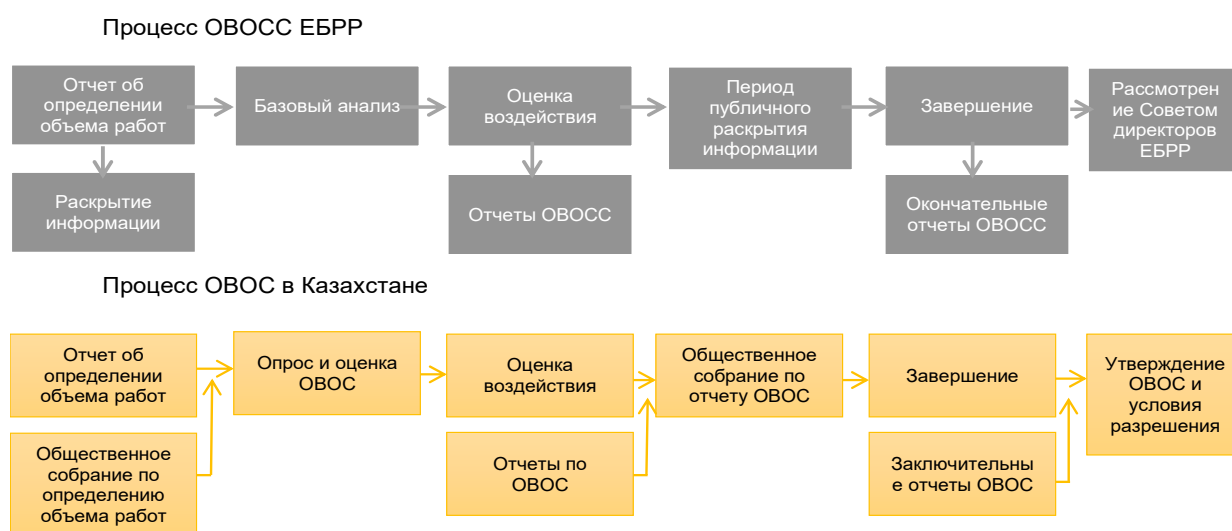 Процесс ОВОСС ЕБРР
Отчет об
определении
объема работ
Базовый анализ
Оценка
воздействия
Период
публичного
раскрытия
информации
Завершение
Рассмотрен
ие Советом
директоров
ЕБРР
Раскрытие
информации
Отчеты ОВОСС
Окончательные
отчеты ОВОСС
Процесс ОВОС в Казахстане
Отчет об
определении
объема работ
Опрос и оценка
ОВОС
Оценка
воздействия
Общественное
собрание по
отчету ОВОС
Завершение
Утверждение
ОВОС и
условия
разрешения
Общественное
собрание по
определению
объема работ
Отчеты по
ОВОС
Заключительны
е отчеты ОВОС